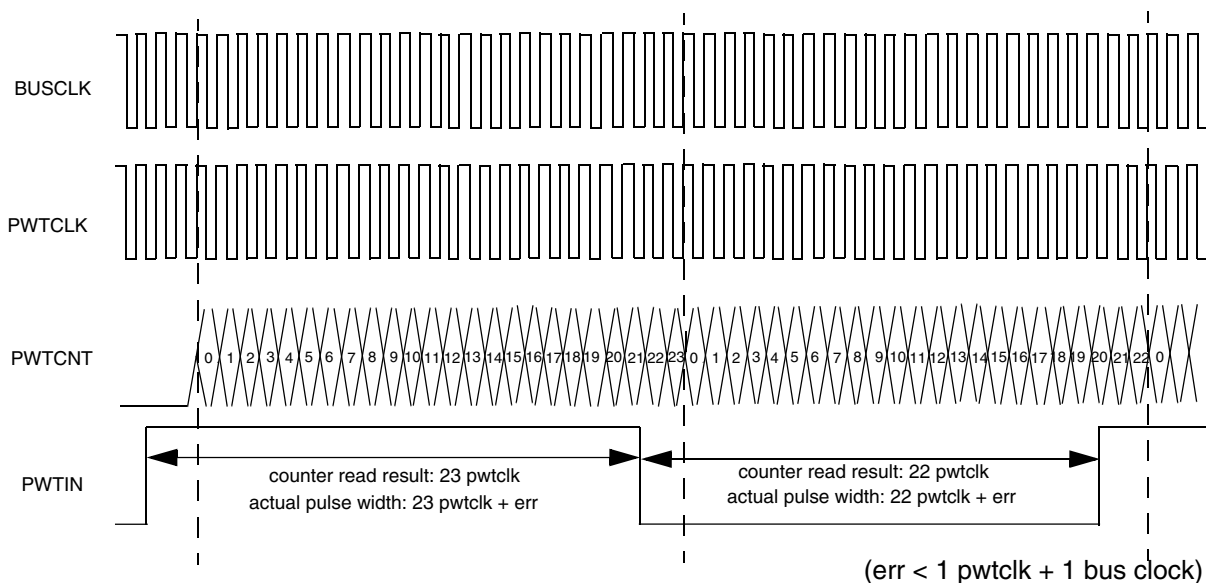 BUSCLK
PWTCLK
PWTCNT
0 1 2 3 4 5 6 7 8 9 10 11 12 13 14 15 16 17 18 19 20 21 22 23 0 1 2 3 4 5 6 7 8 9 10 11 12 13 14 15 16 17 18 19 20 21 22 0
PWTIN
counter read result: 23 pwtclk
actual pulse width: 23 pwtclk + err
counter read result: 22 pwtclk
actual pulse width: 22 pwtclk + err
(err < 1 pwtclk + 1 bus clock)